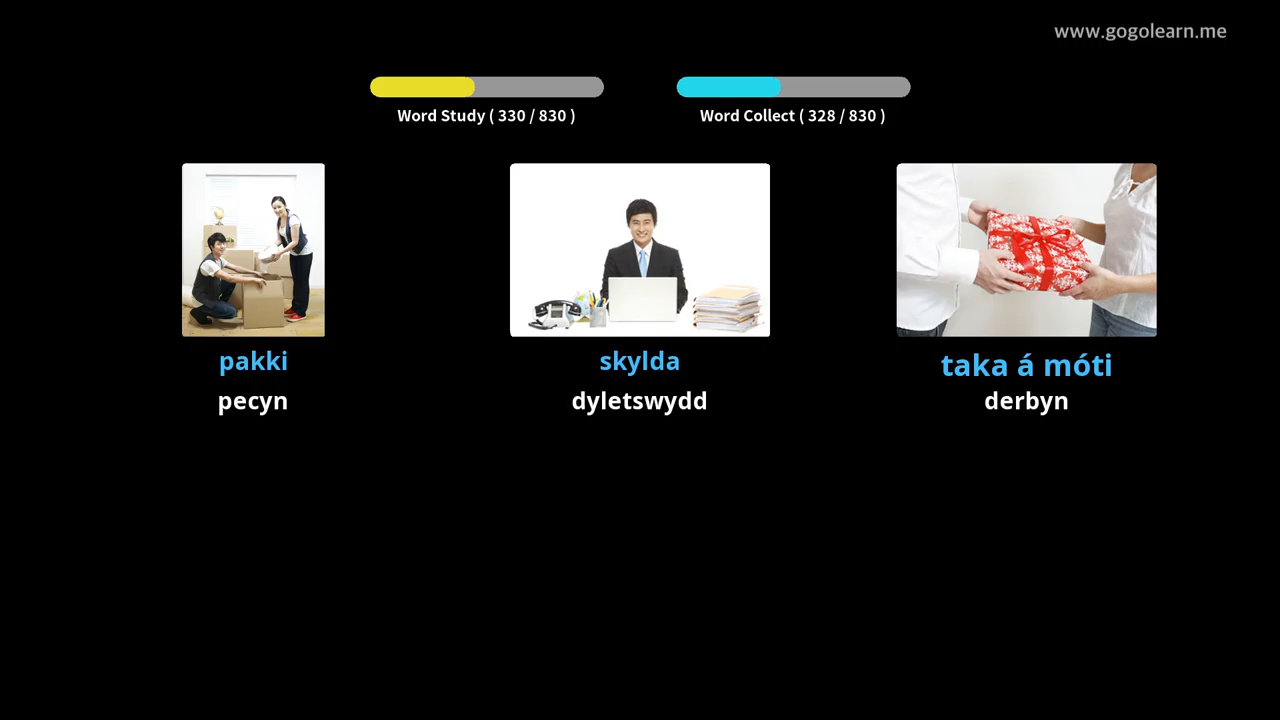 www.gogolearn.me
Word Study ( 330 / 830 )
Word Collect ( 328 / 830 )
pakki
pecyn
skylda
dyletswydd
taka á móti
derbyn